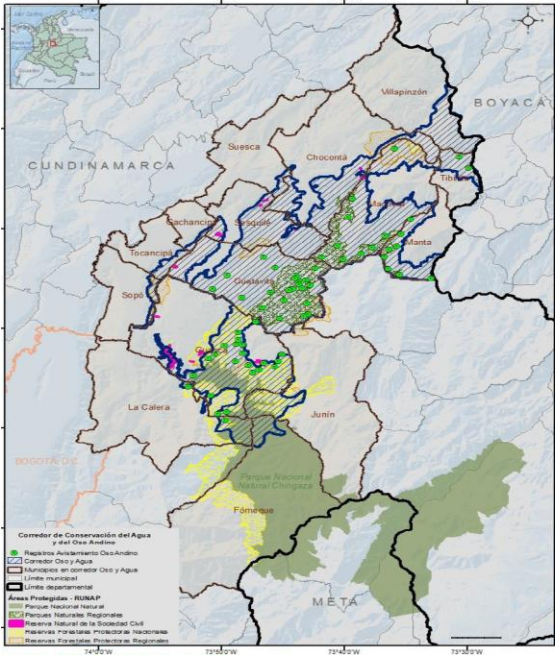 Venezuela
Ecuador
Perú
Brasil
Villapinzón
BOYACÁ
Suesca
Chocontá
CUNDINAMARCA
Gachancipá
Sesquilé
Manta
Tocancipá
Guatavita
Sopó
La Calera
Junín
BOGOTÁ, D.C.
Parque Nacional
Natural Chingaza
Fómeque
META
Corredor de Conservación del Agua
y del Oso Andino
Registros Avistamiento Oso Andino
Corredor Oso y Agua
Municipios en corredor Oso y Agua
Límite municipal
Límite departamental
Áreas Protegidas - RUNAP
Parque Nacional Natural
Parques Naturales Regionales
Reserva Natural de la Sociedad Civil
Reservas Forestales Protectoras Nacionales
Reservas Forestales Protectoras Regionales
74°0'0"W 73°50'0"W 73°40'0"W 73°30'0"W